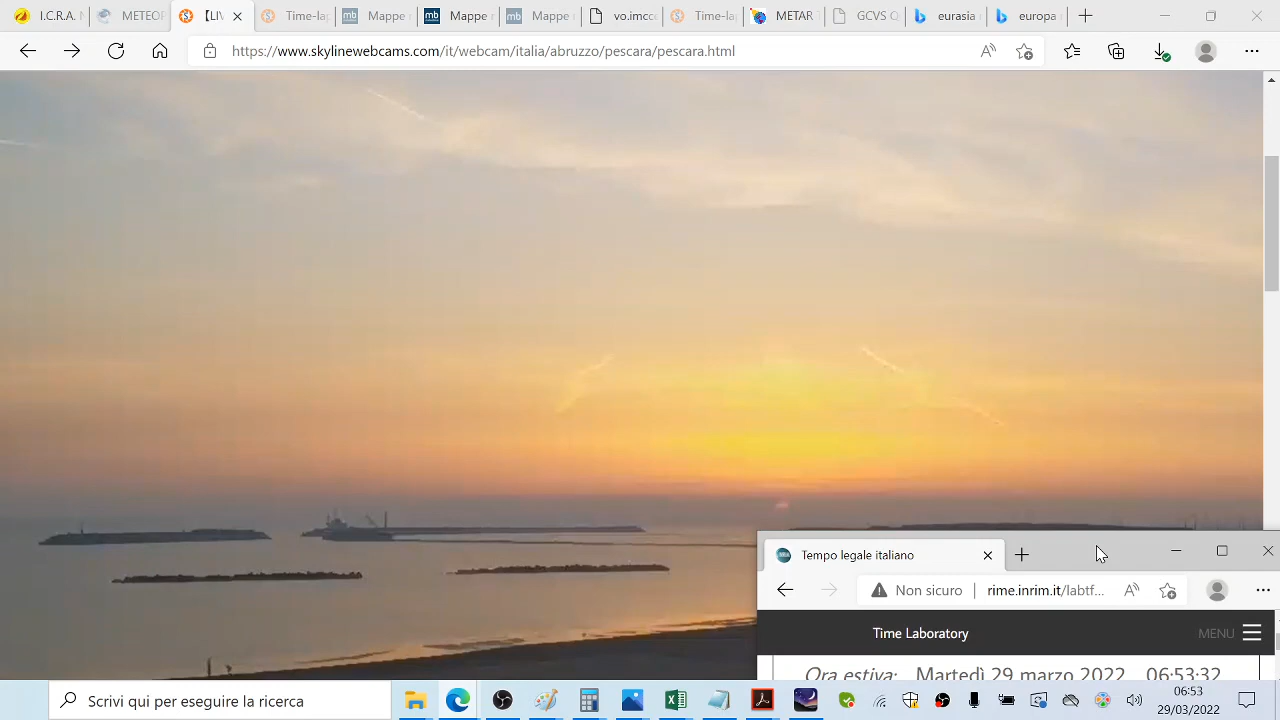 I.C.R.A. N
METEOR
【LIV
Time-la
Mappe n
Mappe n
Mappe n
vo.imcce
Time-la
METAR T
GCVS Q
eurasia
europa
https://www.skylinewebcams.com/it/webcam/italia/abruzzo/pescara/pescara.html
Tempo legale italiano
Non sicuro
rime.inrim.it/labtf...
Time Laboratory
MENU
Ora estiva: Martedì 29 marzo 2022 06:53:32
Scrivi qui per eseguire la ricerca
06:53
29/03/2022